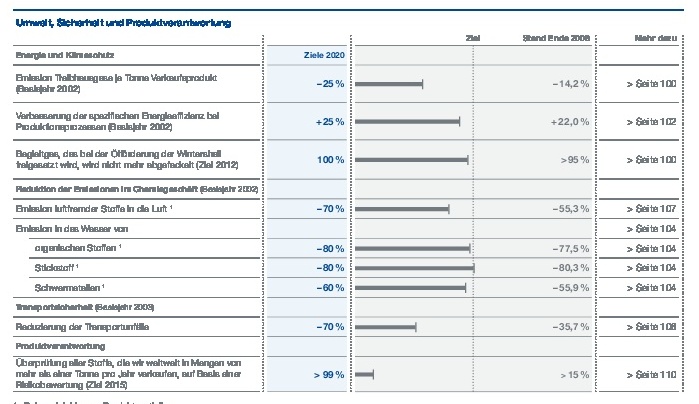 Umwelt, Sicherheit und Produktverantwortung
Ziel Stand Ende 2008 Mehr dazu
Energie und Klimaschutz Ziele 2020
Emission Treibhausgase je Tonne Verkaufsprodukt
(Basisjahr 2002) −25 % −14,2 % > Seite 100
Verbesserung der spezifischen Energieeffizienz bei
Produktionsprozessen (Basisjahr 2002) +25 % +22,0 % > Seite 102
Begleitgas, das bei der Ölförderung der Wintershall
freigesetzt wird, wird nicht mehr abgefackelt (Ziel 2012) 100 % >95 % > Seite 100
Reduktion der Emissionen im Chemiegeschäft (Basisjahr 2002)
Emission luftfremder Stoffe in die Luft ¹ −70 % −55,3 % > Seite 107
Emission in das Wasser von > Seite 104
organischen Stoffen ¹ −80 % −77,5 % > Seite 104
Stickstoff ¹ −80 % −80,3 % > Seite 104
Schwermetallen ¹ −60 % −55,9 % > Seite 104
Transportsicherheit (Basisjahr 2003)
Reduzierung der Transportunfälle −70 % −35,7 % > Seite 108
Produktverantwortung
Überprüfung aller Stoffe, die wir weltweit in Mengen von
mehr als einer Tonne pro Jahr verkaufen, auf Basis einer
Risikobewertung (Ziel 2015) > 99 % > 15 % > Seite 110